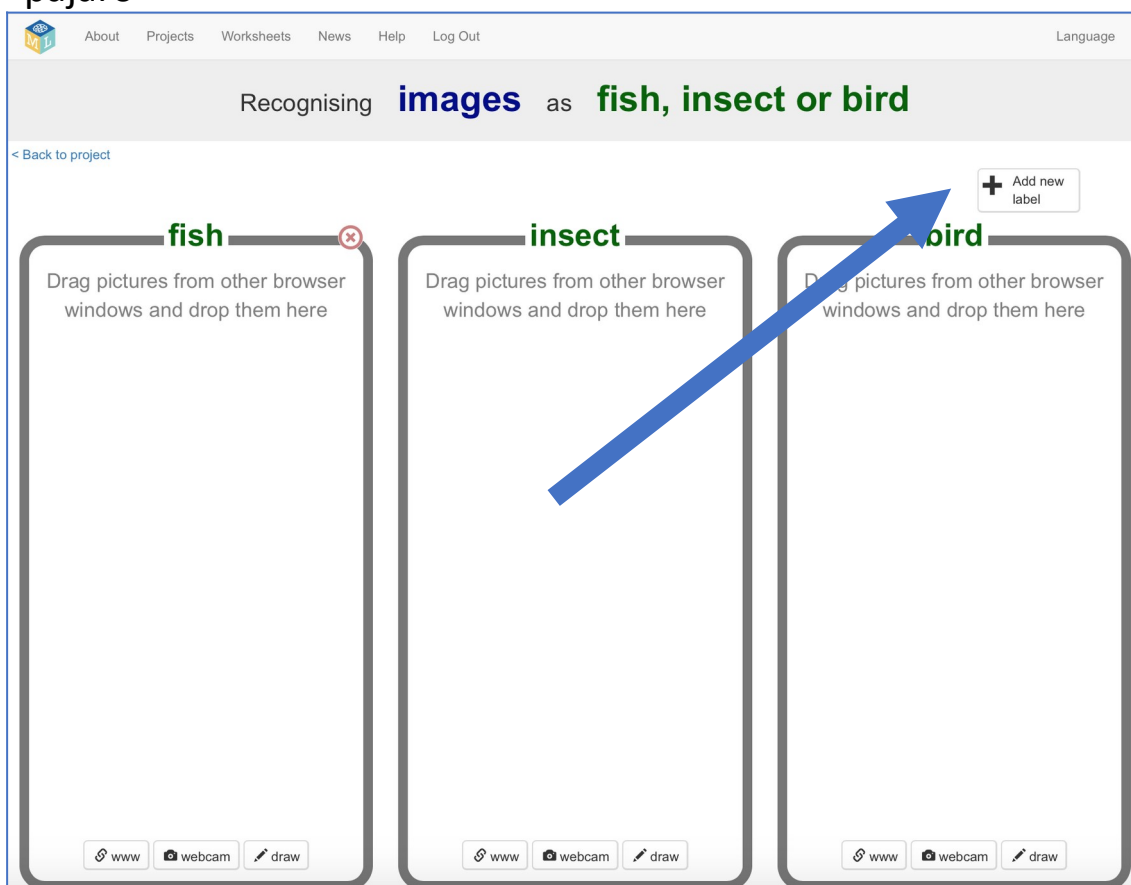 pájaro
About Projects Worksheets News Help Log Out Language
Recognising images as fish, insect or bird
< Back to project
Add new
label
fish insect bird
Drag pictures from other browser
windows and drop them here
Drag pictures from other browser
windows and drop them here
Drag pictures from other browser
windows and drop them here
www webcam draw
www webcam draw
www webcam draw